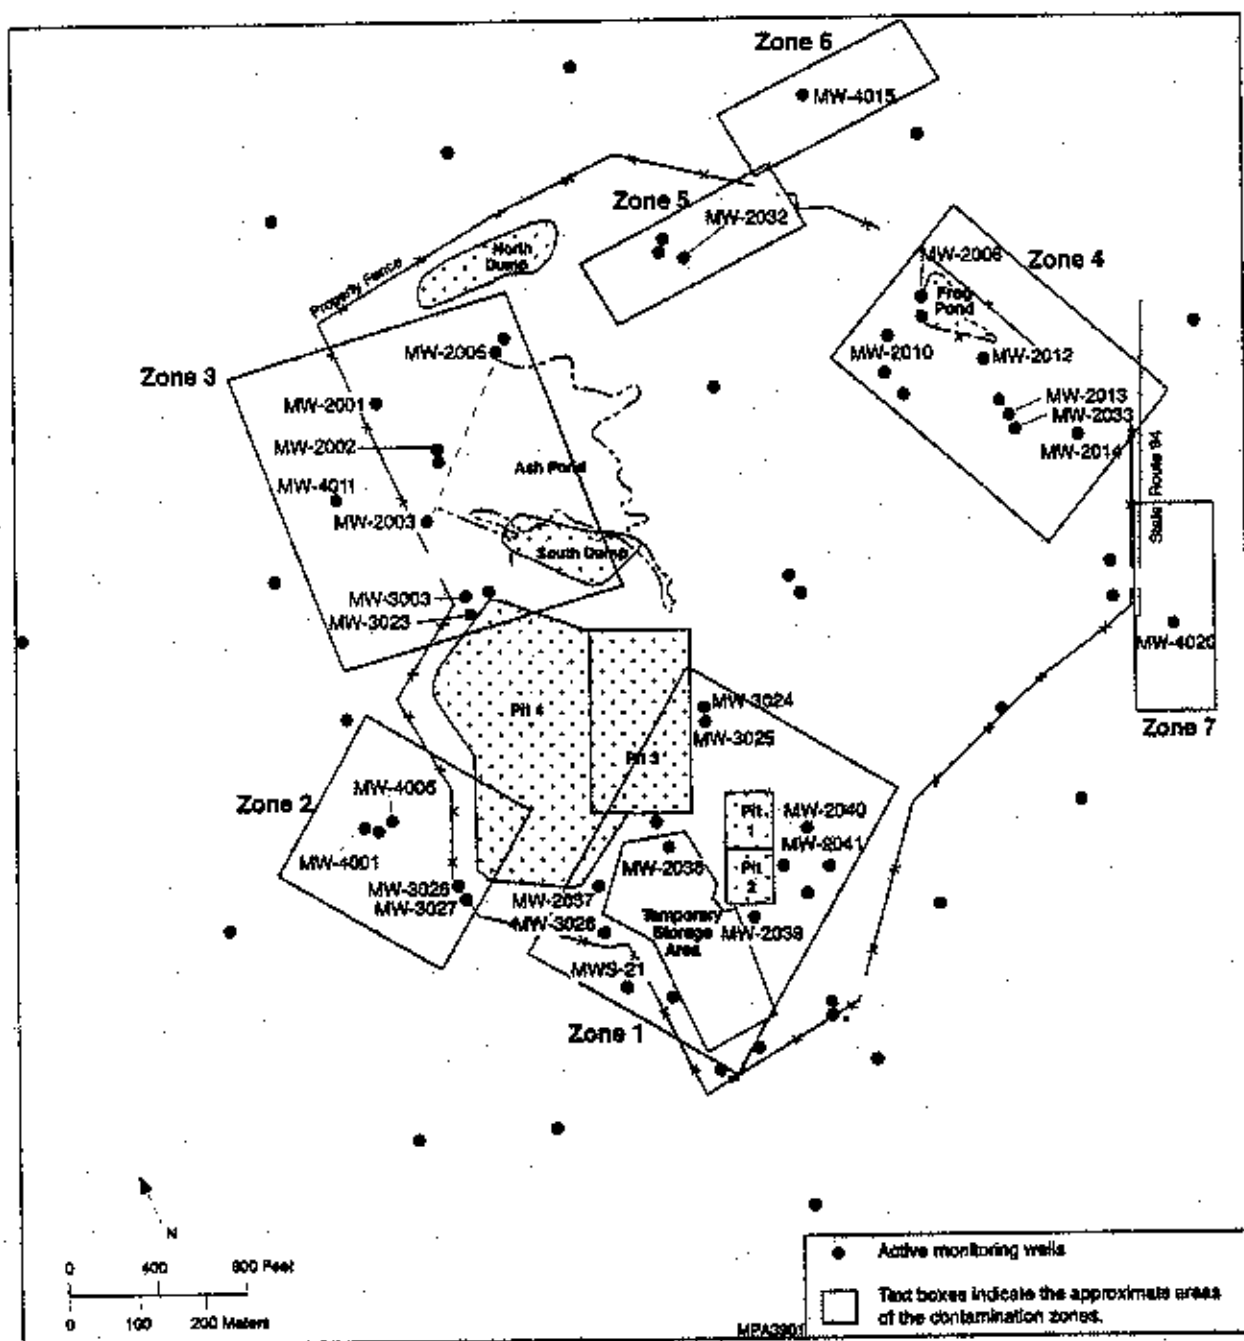 Zone 6
MW-4015
Zone 5
MW-2032
North
Dump
Property Fence
MW-2006
Zone 4
Frog
Pond
MW-2010
MW-2012
MW-2013
MW-2033
MW-2014
State Route 94
Zone 3
MW-2005
MW-2001
MW-2002
Ash Pond
MW-4011
MW-2003
South Dump
MW-3003
MW-3023
MW-4020
Zone 7
Pit 4
MW-3024
MW-3025
Pit 3
Zone 2
MW-4006
MW-4001
MW-3026
MW-3027
Pit
1
MW-2040
MW-2041
MW-2038
Pit
2
MW-2037
MW-3026
Temporary
Storage
Area
MW-2039
MWS-21
Zone 1
N
0 400 800 Feet
0 100 200 Meters
Active monitoring wells
Text boxes indicate the approximate areas
of the contamination zones.
MPA3901